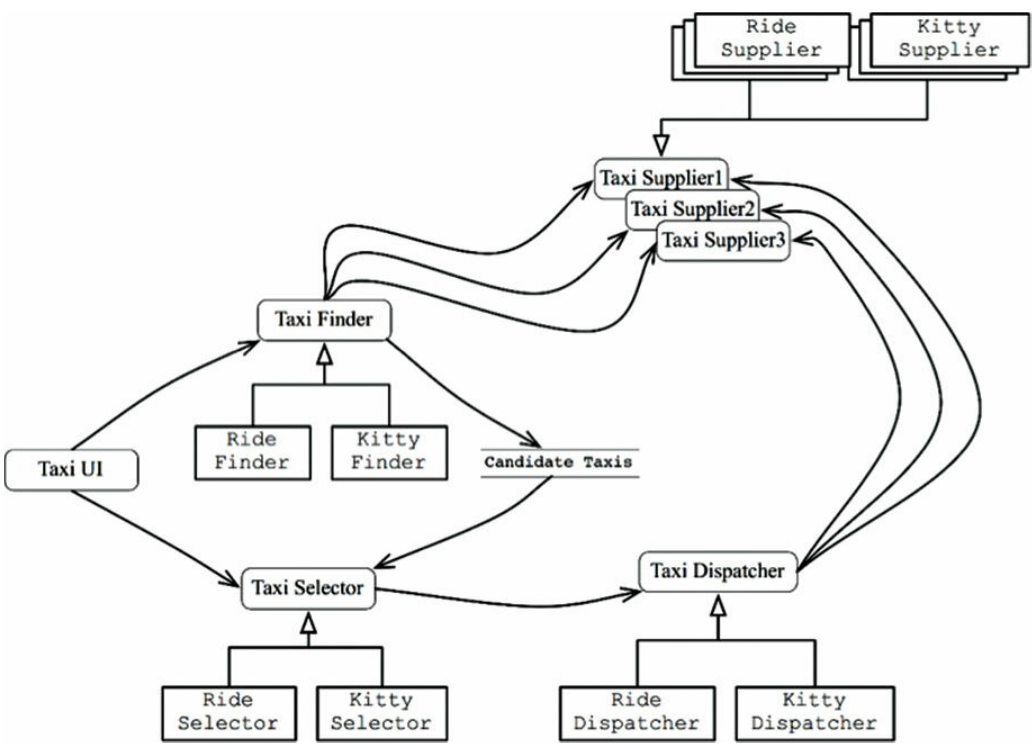 Ride
Supplier
Kitty
Supplier
Taxi Supplier1
Taxi Supplier2
Taxi Supplier3
Taxi Finder
Ride
Finder
Kitty
Finder
Taxi UI
Candidate Taxis
Taxi Selector
Taxi Dispatcher
Ride
Selector
Kitty
Selector
Ride
Dispatcher
Kitty
Dispatcher